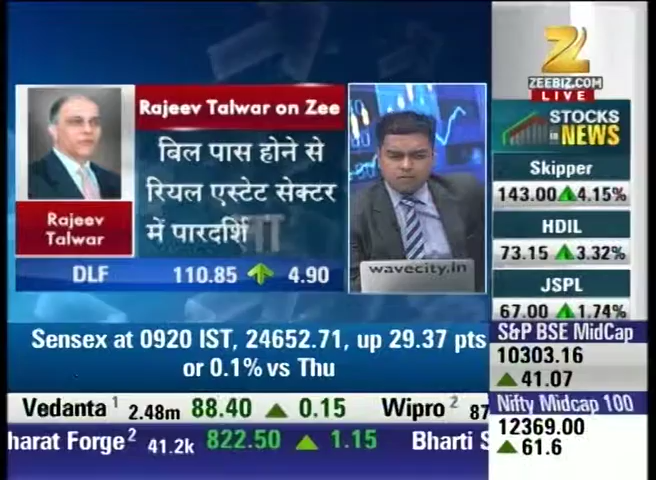 Rajeev Talwar on Zee
बिल पास होने से
रियल एस्टेट सेक्टर
में पारदर्शि
Rajeev
Talwar
DLF 110.85 4.90
wavecity.in
ZEEBIZ.COM
LIVE
STOCKS
IN NEWS
Skipper
143.00 4.15%
HDIL
73.15 3.32%
JSPL
67.00 1.74%
S&P BSE MidCap
10303.16
41.07
Nifty Midcap 100
12369.00
61.6
Sensex at 0920 IST, 24652.71, up 29.37 pts
or 0.1% vs Thu
Vedanta 1 2.48m 88.40 0.15 Wipro 2 87
harat Forge 2 41.2k 822.50 1.15 Bharti S